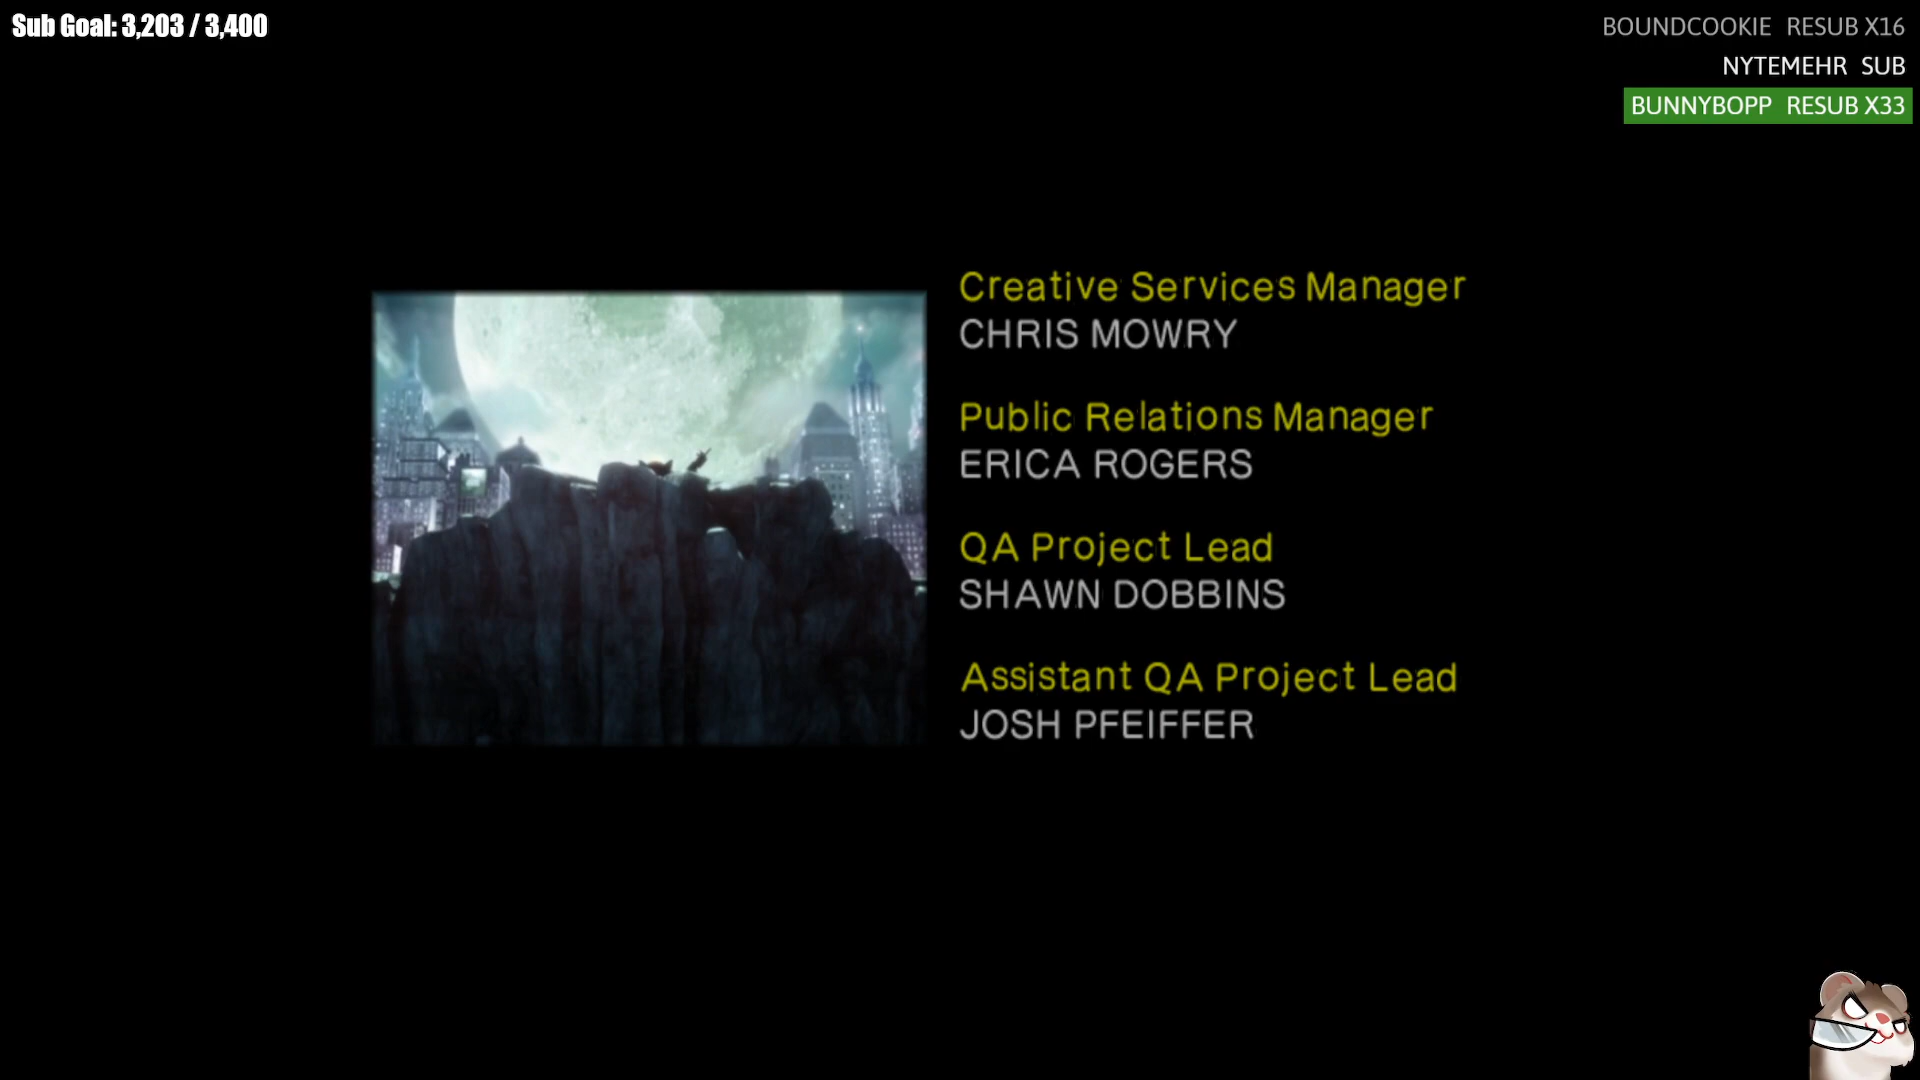 Sub Goal: 3,203 / 3,400
BOUNDCOOKIE RESUB X16
NYTEMEHR SUB
BUNNYBOPP RESUB X33
Creative Services Manager
CHRIS MOWRY
Public Relations Manager
ERICA ROGERS
QA Project Lead
SHAWN DOBBINS
Assistant QA Project Lead
JOSH PFEIFFER